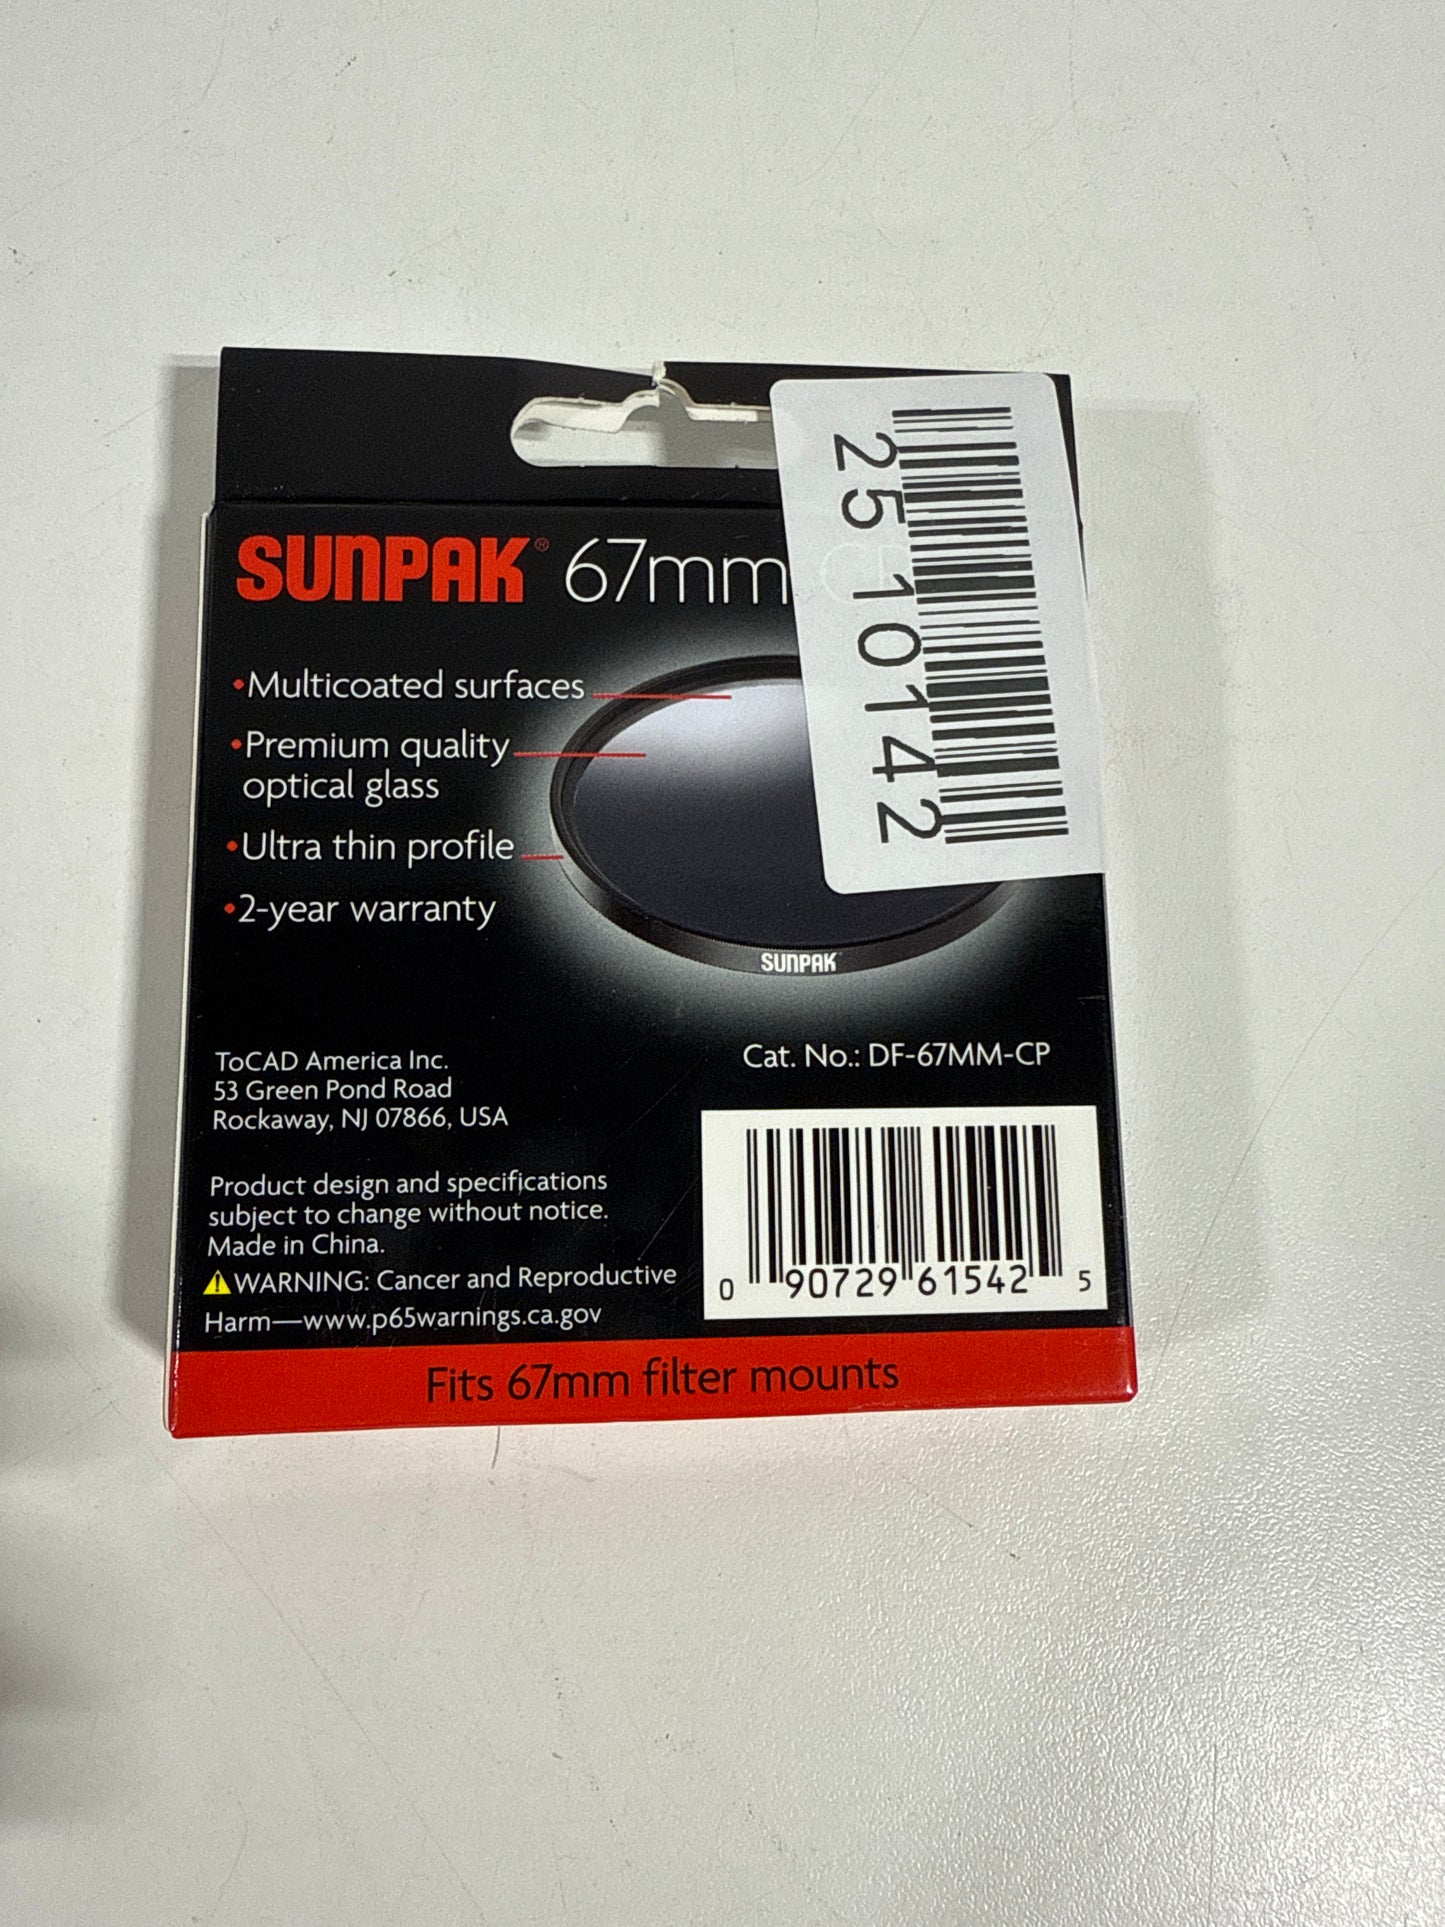 SUNPAK® 67mm
•Multicoated surfaces
•Premium quality
optical glass
•Ultra thin profile
•2-year warranty
SUNPAK
2510142
ToCAD America Inc.
53 Green Pond Road
Rockaway, NJ 07866, USA
Cat. No.: DF-67MM-CP
Product design and specifications
subject to change without notice.
Made in China.
⚠WARNING: Cancer and Reproductive
Harm—www.p65warnings.ca.gov
0 90729 61542 5
Fits 67mm filter mounts